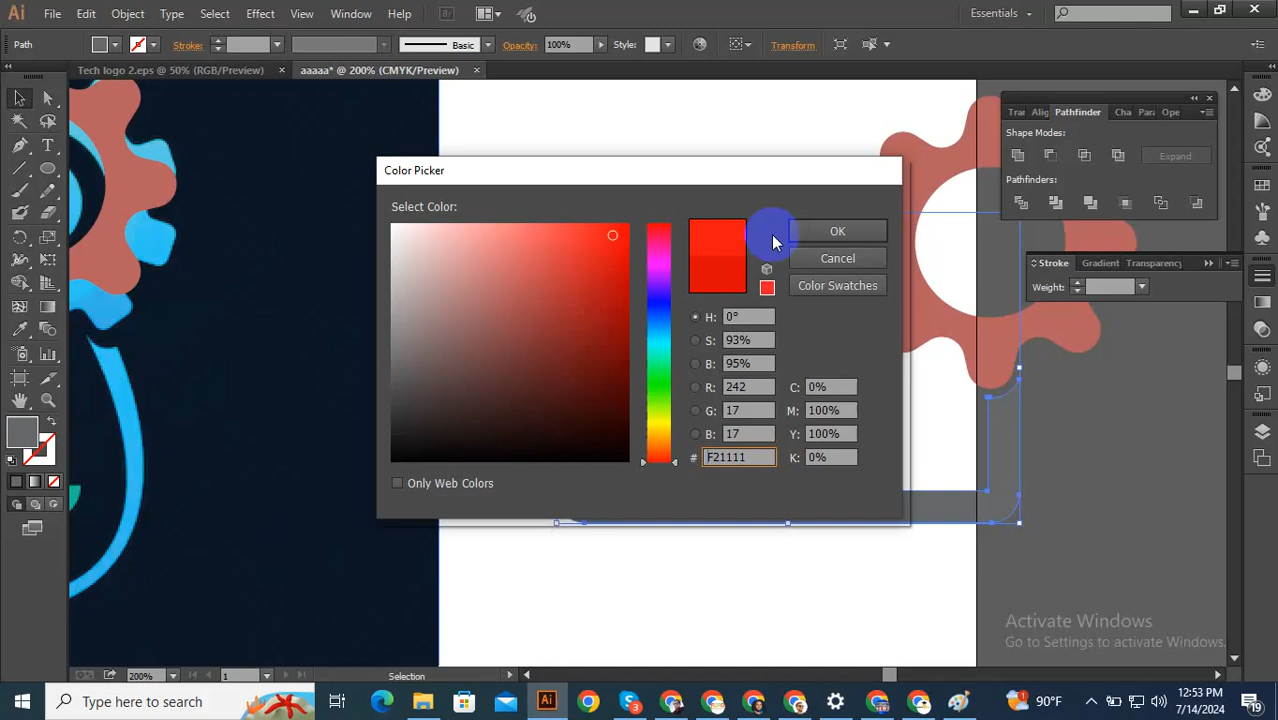 Ai File Edit Object Type Select Effect View Window Help Br Essentials
Path Stroke: Basic Opacity: 100% Style: Transform
Tech logo 2.eps @ 50% (RGB/Preview) × aaaaa* @ 200% (CMYK/Preview) ×
Color Picker
Select Color:
OK
Cancel
Color Swatches
H: 0°
S: 93%
B: 95%
R: 242 C: 0%
G: 17 M: 100%
B: 17 Y: 100%
# F21111 K: 0%
Only Web Colors
Pathfinder
Shape Modes:
Expand
Pathfinders:
Stroke Gradient Transparency
Weight:
Activate Windows
Go to Settings to activate Windows.
200% 1 Selection
Type here to search
Ai
3
90°F
12:53 PM
7/14/2024
19